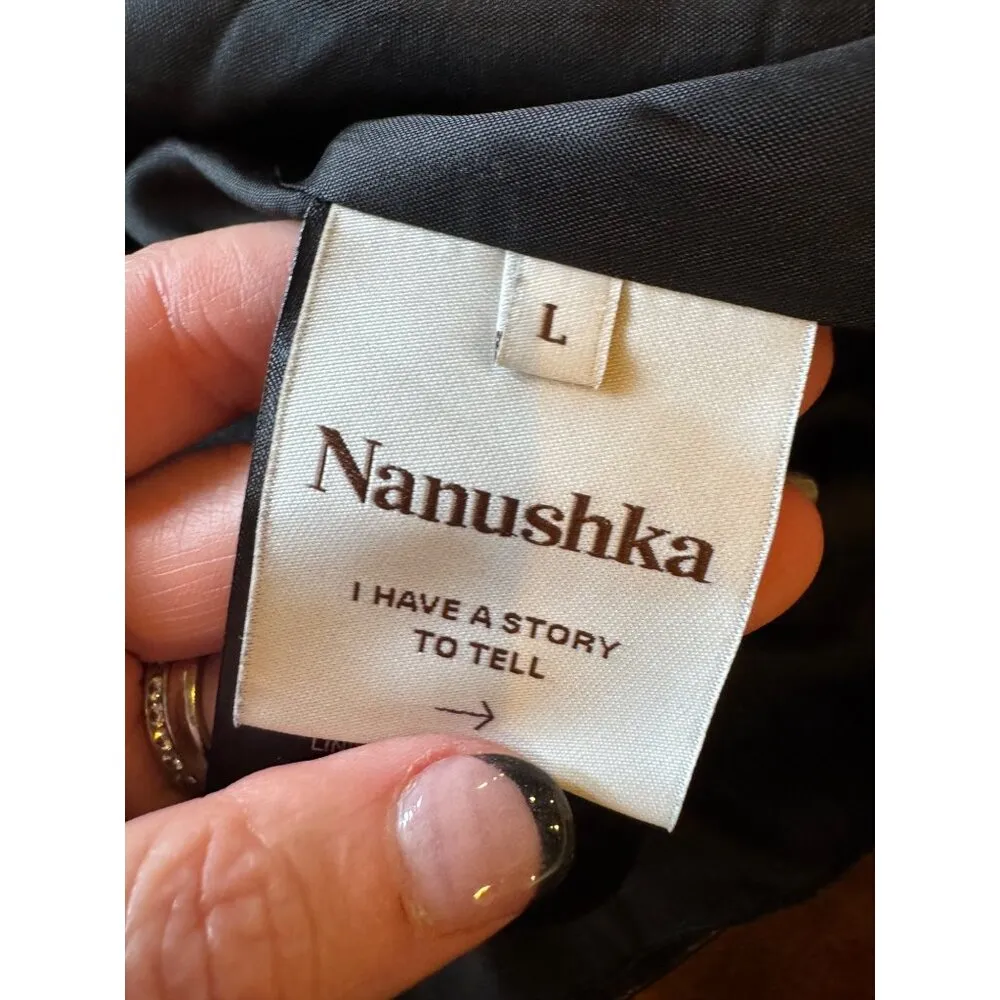 L
Nanushka
I HAVE A STORY
TO TELL
→